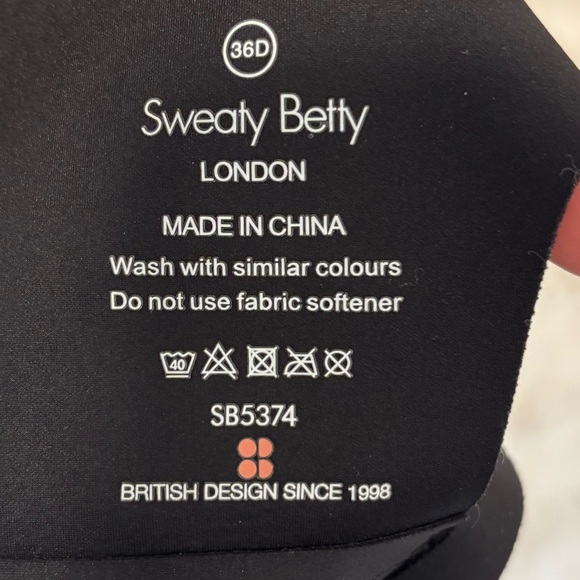 36D
Sweaty Betty
LONDON
MADE IN CHINA
Wash with similar colours
Do not use fabric softener
40
SB5374
BRITISH DESIGN SINCE 1998